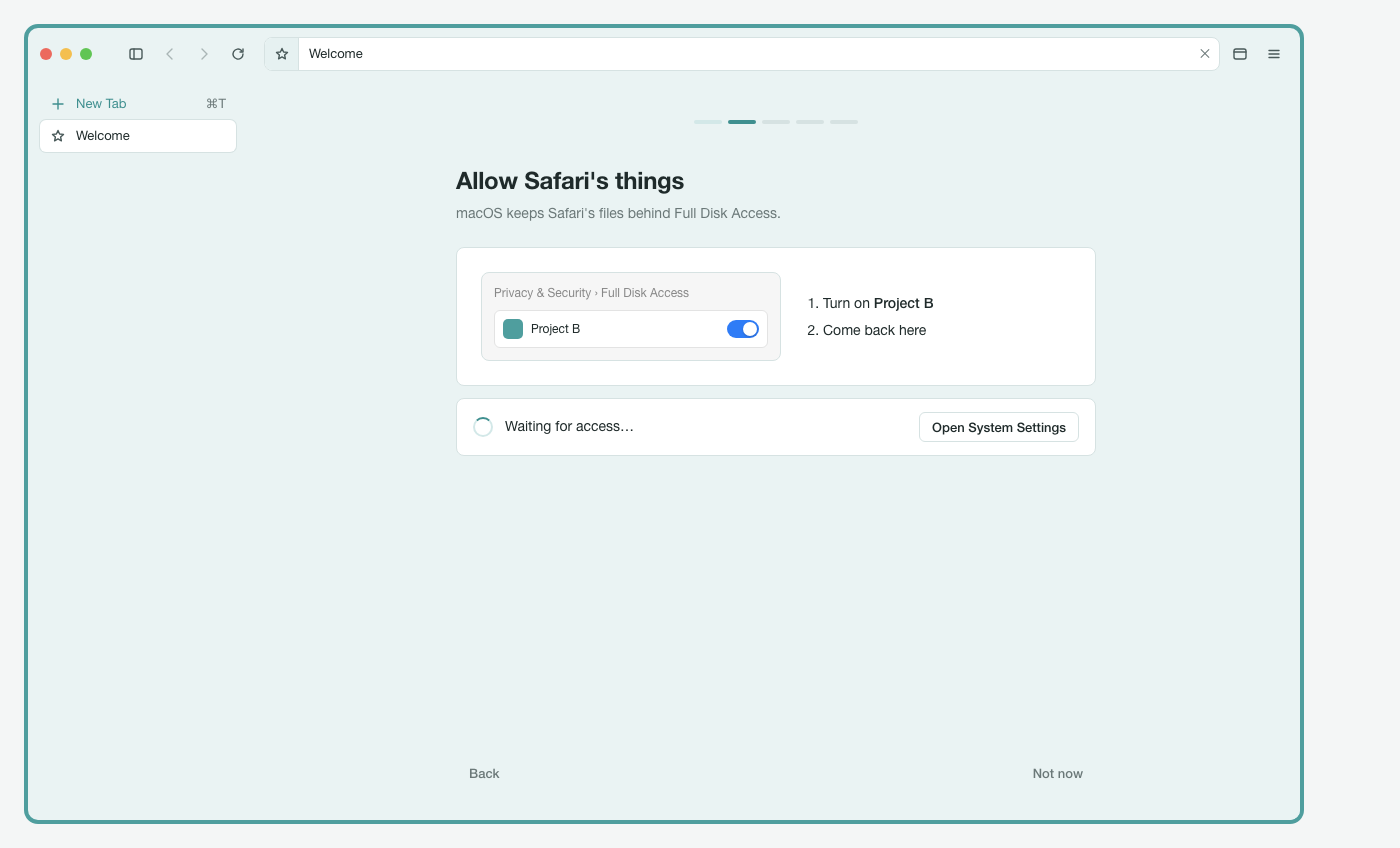 Welcome
New Tab
⌘T
Welcome
Allow Safari's things
macOS keeps Safari's files behind Full Disk Access.
Privacy & Security › Full Disk Access
Project B
1. Turn on Project B
2. Come back here
Waiting for access…
Open System Settings
Back
Not now